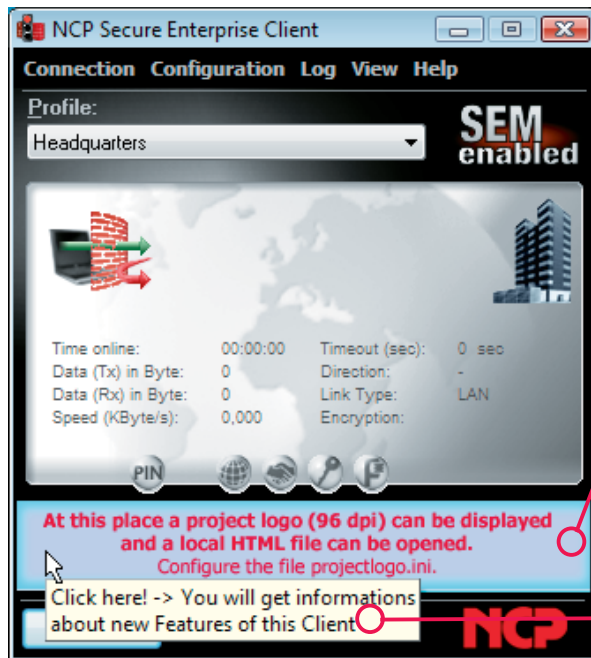 NCP Secure Enterprise Client
Connection Configuration Log View Help
Profile:
Headquarters
SEM
enabled
Time online: 00:00:00 Timeout (sec): 0 sec
Data (Tx) in Byte: 0 Direction: -
Data (Rx) in Byte: 0 Link Type: LAN
Speed (KByte/s): 0,000 Encryption:
PIN
At this place a project logo (96 dpi) can be displayed
and a local HTML file can be opened.
Configure the file projectlogo.ini.
Click here! -> You will get informations
about new Features of this Client
NCP